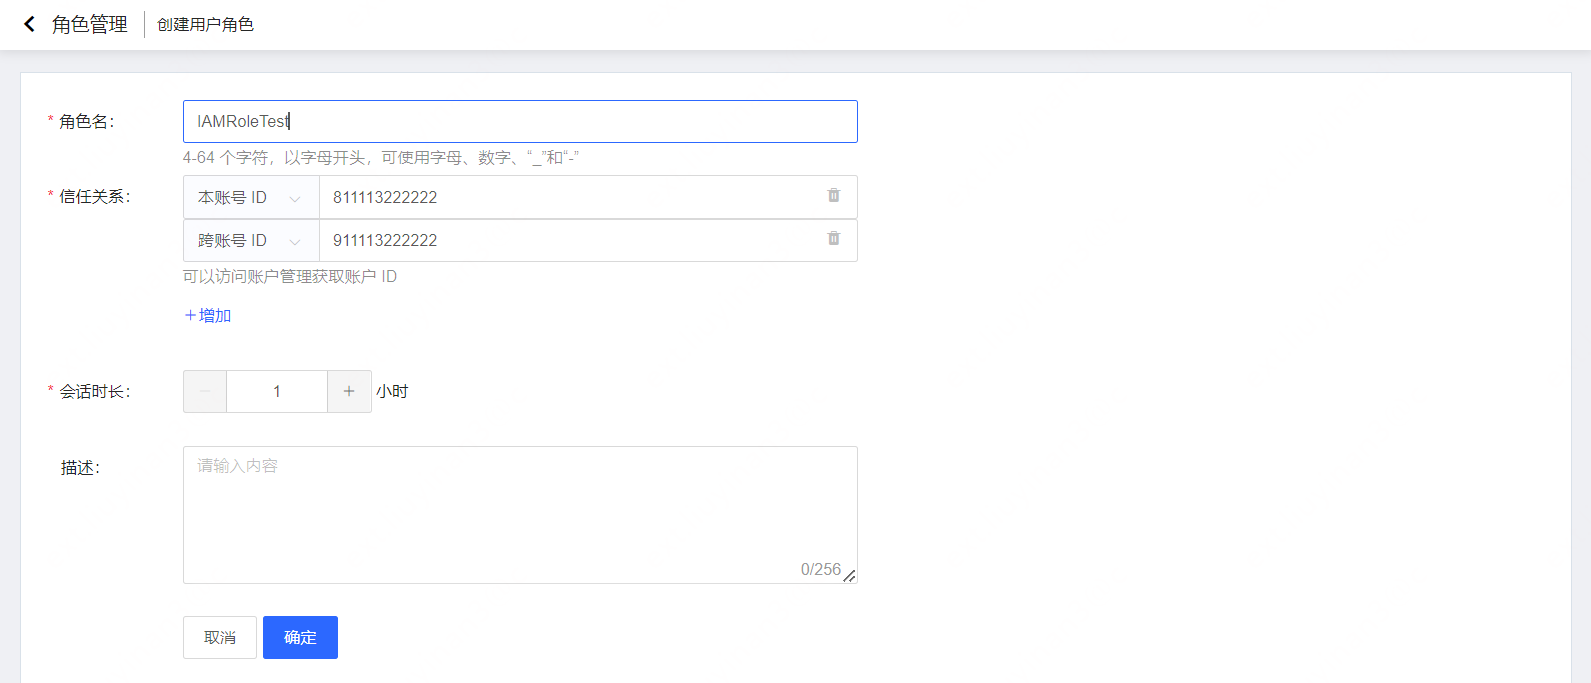 角色管理 创建用户角色
* 角色名： IAMRoleTest
4-64 个字符，以字母开头，可使用字母、数字、“_”和“-”
* 信任关系： 本账号 ID 811113222222
跨账号 ID 911113222222
可以访问账户管理获取账户 ID
＋增加
* 会话时长： － 1 + 小时
描述： 请输入内容
0/256
取消 确定